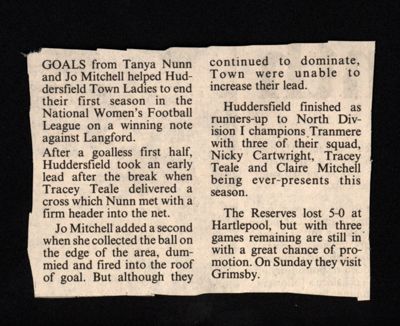 GOALS from Tanya Nunn
and Jo Mitchell helped Hud-
dersfield Town Ladies to end
their first season in the
National Women's Football
League on a winning note
against Langford.
After a goalless first half,
Huddersfield took an early
lead after the break when
Tracey Teale delivered a
cross which Nunn met with a
firm header into the net.
Jo Mitchell added a second
when she collected the ball on
the edge of the area, dum-
mied and fired into the roof
of goal. But although they
continued to dominate,
Town were unable to
increase their lead.
Huddersfield finished as
runners-up to North Div-
ision I champions Tranmere
with three of their squad,
Nicky Cartwright, Tracey
Teale and Claire Mitchell
being ever-presents this
season.
The Reserves lost 5-0 at
Hartlepool, but with three
games remaining are still in
with a great chance of pro-
motion. On Sunday they visit
Grimsby.